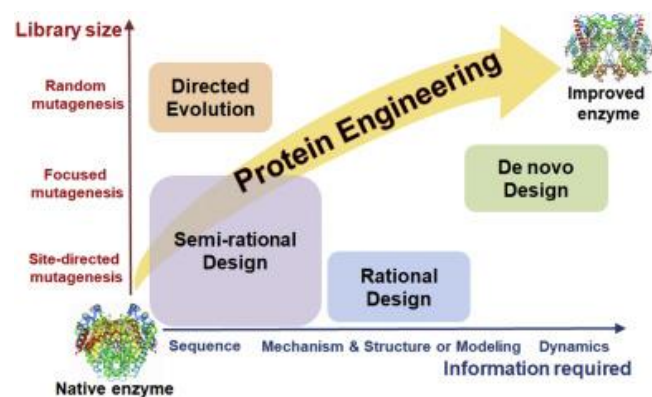 Library size
Random
mutagenesis
Directed
Evolution
Protein Engineering
Improved
enzyme
Focused
mutagenesis
De novo
Design
Semi-rational
Design
Site-directed
mutagenesis
Rational
Design
Sequence
Mechanism & Structure or Modeling
Dynamics
Native enzyme
Information required